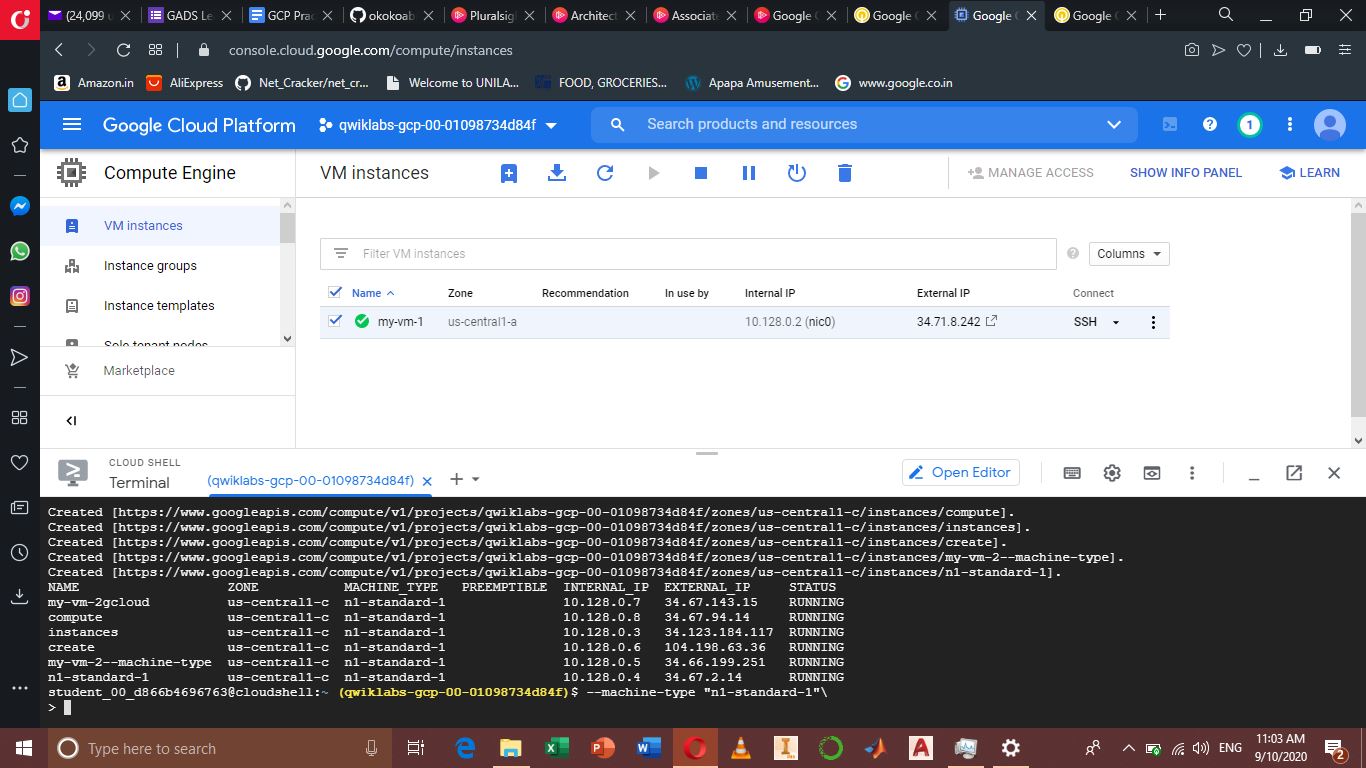 (24,099 u
GADS Le
GCP Prac
okokoab
Pluralsig
Architec
Associate
Google C
Google C
Google C
Google C
console.cloud.google.com/compute/instances
Amazon.in
AliExpress
Net_Cracker/net_cr...
Welcome to UNILA...
FOOD, GROCERIES...
Apapa Amusement...
www.google.co.in
Google Cloud Platform
qwiklabs-gcp-00-01098734d84f
Search products and resources
1
Compute Engine
VM instances
MANAGE ACCESS
SHOW INFO PANEL
LEARN
VM instances
Instance groups
Instance templates
Sole tenant nodes
Marketplace
Filter VM instances
Columns
Name Zone Recommendation In use by Internal IP External IP Connect
my-vm-1 us-central1-a 10.128.0.2 (nic0) 34.71.8.242 SSH
CLOUD SHELL
Terminal
(qwiklabs-gcp-00-01098734d84f)
Open Editor
Created [https://www.googleapis.com/compute/v1/projects/qwiklabs-gcp-00-01098734d84f/zones/us-central1-c/instances/compute].
Created [https://www.googleapis.com/compute/v1/projects/qwiklabs-gcp-00-01098734d84f/zones/us-central1-c/instances/instances].
Created [https://www.googleapis.com/compute/v1/projects/qwiklabs-gcp-00-01098734d84f/zones/us-central1-c/instances/create].
Created [https://www.googleapis.com/compute/v1/projects/qwiklabs-gcp-00-01098734d84f/zones/us-central1-c/instances/my-vm-2--machine-type].
Created [https://www.googleapis.com/compute/v1/projects/qwiklabs-gcp-00-01098734d84f/zones/us-central1-c/instances/n1-standard-1].
NAME ZONE MACHINE_TYPE PREEMPTIBLE INTERNAL_IP EXTERNAL_IP STATUS
my-vm-2gcloud us-central1-c n1-standard-1 10.128.0.7 34.67.143.15 RUNNING
compute us-central1-c n1-standard-1 10.128.0.8 34.67.94.14 RUNNING
instances us-central1-c n1-standard-1 10.128.0.3 34.123.184.117 RUNNING
create us-central1-c n1-standard-1 10.128.0.6 104.198.63.36 RUNNING
my-vm-2--machine-type us-central1-c n1-standard-1 10.128.0.5 34.66.199.251 RUNNING
n1-standard-1 us-central1-c n1-standard-1 10.128.0.4 34.67.2.14 RUNNING
student_00_d866b4696763@cloudshell:~ (qwiklabs-gcp-00-01098734d84f)$ --machine-type "n1-standard-1"\
>
Type here to search
ENG
11:03 AM
9/10/2020
2